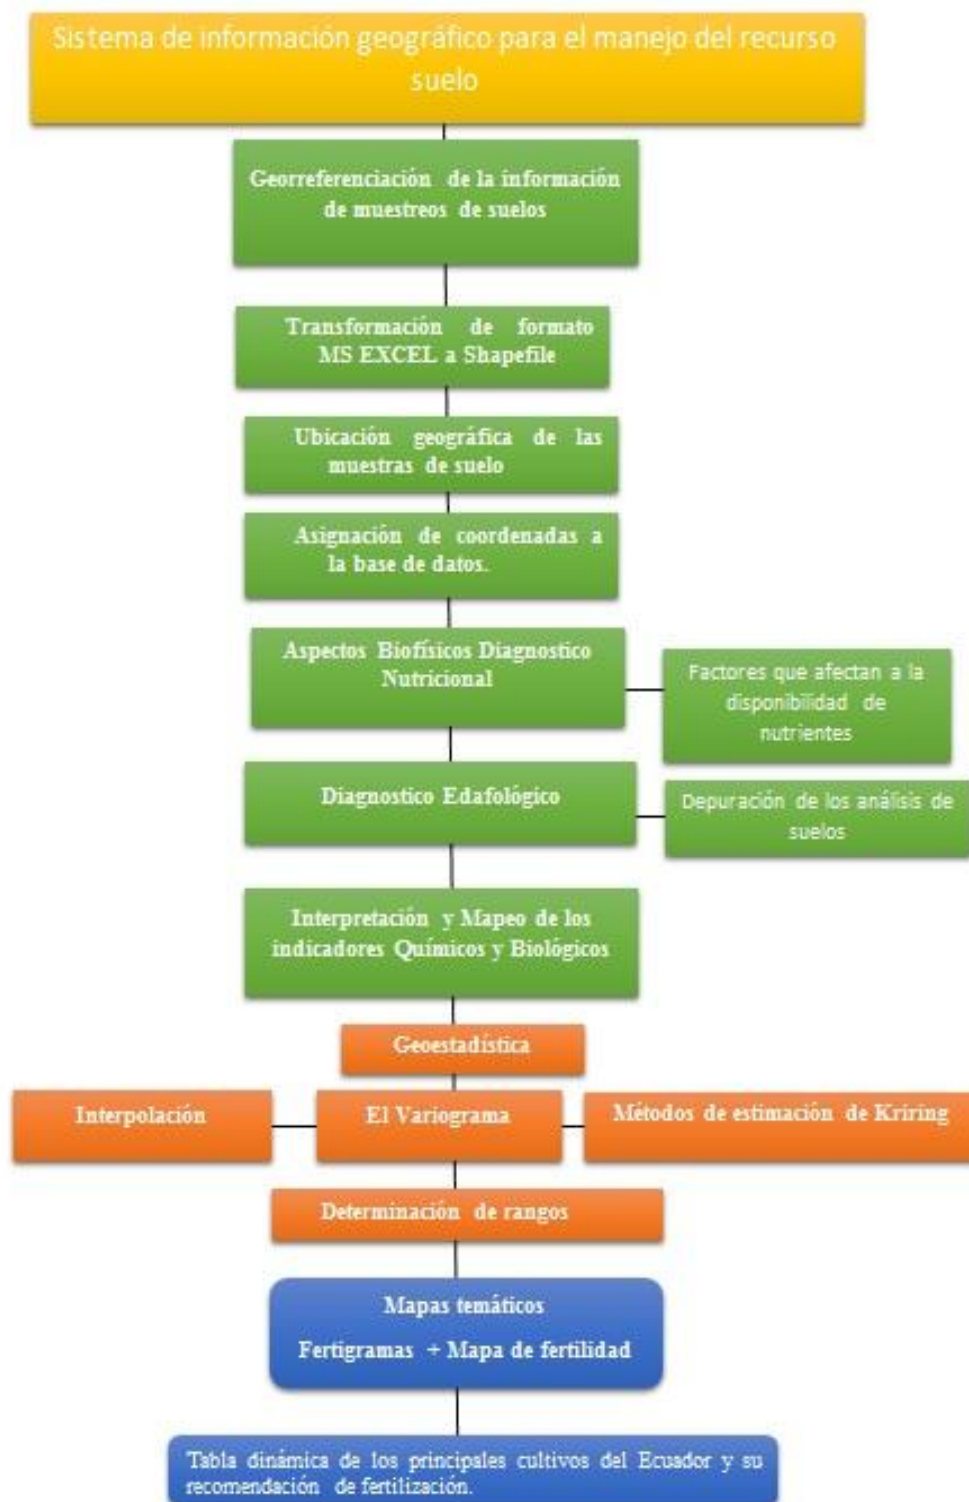 Sistema de información geográfico para el manejo del recurso
suelo
Georreferenciación de la información
de muestreos de suelos
Transformación de formato
MS EXCEL a Shapefile
Ubicación geográfica de las
muestras de suelo
Asignación de coordenadas a
la base de datos.
Aspectos Biofísicos Diagnostico
Nutricional
Factores que afectan a la
disponibilidad de
nutrientes
Diagnostico Edafológico
Depuración de los análisis de
suelos
Interpretación y Mapeo de los
indicadores Químicos y Biológicos
Geoestadística
Interpolación
El Variograma
Métodos de estimación de Kriring
Determinación de rangos
Mapas temáticos
Fertigramas + Mapa de fertilidad
Tabla dinámica de los principales cultivos del Ecuador y su
recomendación de fertilización.